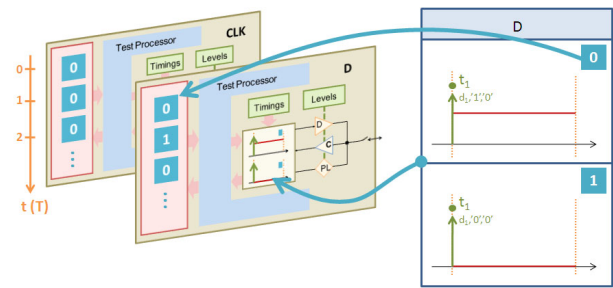 CLK
Test Processor
Timings
Levels
0
0
0
D
Test Processor
Timings
Levels
0
1
0
D
C
PL
0
1
2
t (T)
D
0
t1
d1,'1','0'
1
t1
d1,'0','0'